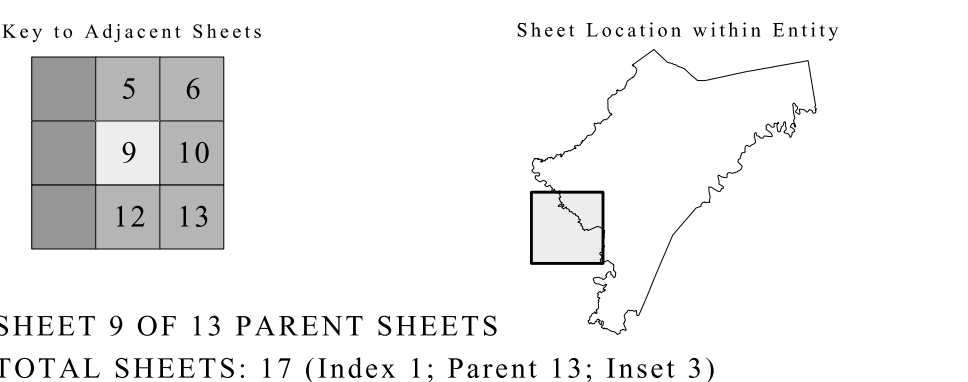 Key to Adjacent Sheets
Sheet Location within Entity
5 6
9 10
12 13
SHEET 9 OF 13 PARENT SHEETS
TOTAL SHEETS: 17 (Index 1; Parent 13; Inset 3)